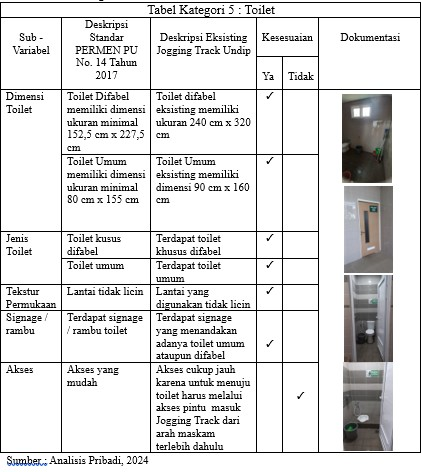 Tabel Kategori 5 : Toilet
Sub -
Variabel
Deskripsi
Standar
PERMEN PU
No. 14 Tahun
2017
Deskripsi Eksisting
Jogging Track Undip
Kesesuaian
Ya
Tidak
Dokumentasi
Dimensi
Toilet
Toilet Difabel
memiliki dimensi
ukuran minimal
152,5 cm x 227,5
cm
Toilet difabel
eksisting memiliki
ukuran 240 cm x 320
cm
✓
Toilet Umum
memiliki dimensi
ukuran minimal
80 cm x 155 cm
Toilet Umum
eksisting memiliki
dimensi 90 cm x 160
cm
✓
Jenis
Toilet
Toilet kusus
difabel
Terdapat toilet
khusus difabel
✓
Toilet umum
Terdapat toilet
umum
✓
Tekstur
Permukaan
Lantai tidak licin
Lantai yang
digunakan tidak licin
✓
Signage /
rambu
Terdapat signage
/ rambu toilet
Terdapat signage
yang menandakan
adanya toilet umum
ataupun difabel
✓
Akses
Akses yang
mudah
Akses cukup jauh
karena untuk menuju
toilet harus melalui
akses pintu masuk
Jogging Track dari
arah maskam
terlebih dahulu
✓
Sumber : Analisis Pribadi, 2024